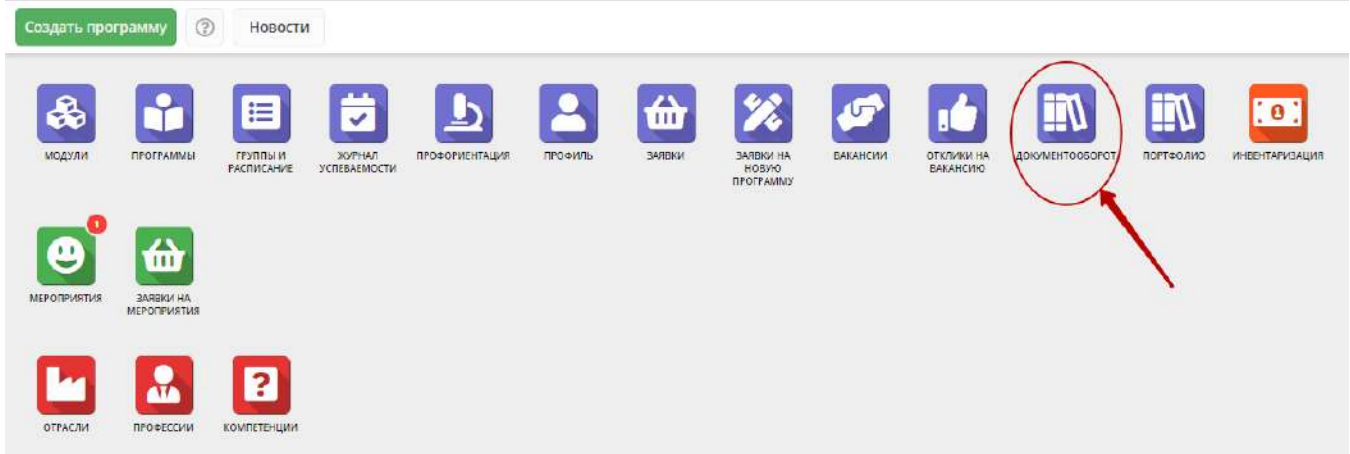 Создать программу
Новости
МОДУЛИ
ПРОГРАММЫ
ГРУППЫ И
РАСПИСАНИЕ
ЖУРНАЛ
УСПЕВАЕМОСТИ
ПРОФОРИЕНТАЦИЯ
ПРОФИЛЬ
ЗАЯВКИ
ЗАЯВКИ НА
НОВУЮ
ПРОГРАММУ
ВАКАНСИИ
ОТКЛИКИ НА
ВАКАНСИЮ
ДОКУМЕНТООБОРОТ
ПОРТФОЛИО
ИНВЕНТАРИЗАЦИЯ
1
МЕРОПРИЯТИЯ
ЗАЯВКИ НА
МЕРОПРИЯТИЯ
ОТРАСЛИ
ПРОФЕССИИ
КОМПЕТЕНЦИИ